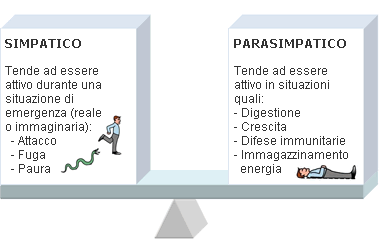 SIMPATICO
Tende ad essere
attivo durante una
situazione di
emergenza (reale
o immaginaria):
- Attacco
- Fuga
- Paura
PARASIMPATICO
Tende ad essere
attivo in situazioni
quali:
- Digestione
- Crescita
- Difese immunitarie
- Immagazzinamento
energia